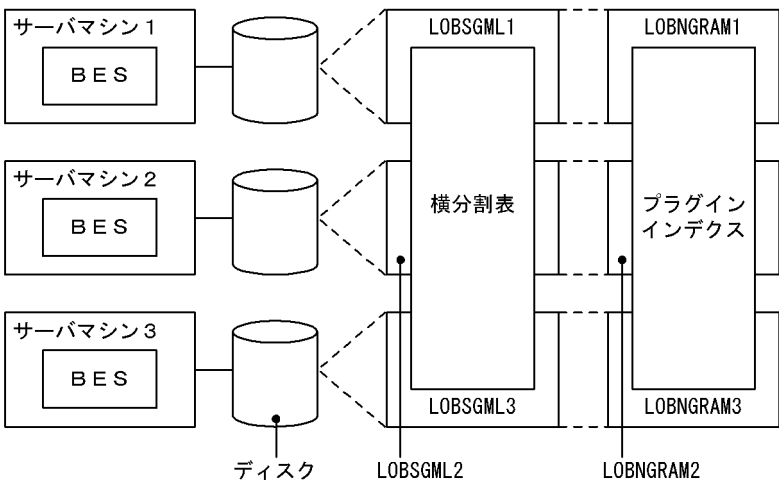 サーバマシン1
BES
LOBSGML1
LOBNGRAM1
サーバマシン2
BES
横分割表
プラグイン
インデクス
サーバマシン3
BES
LOBSGML3
LOBNGRAM3
ディスク
LOBSGML2
LOBNGRAM2